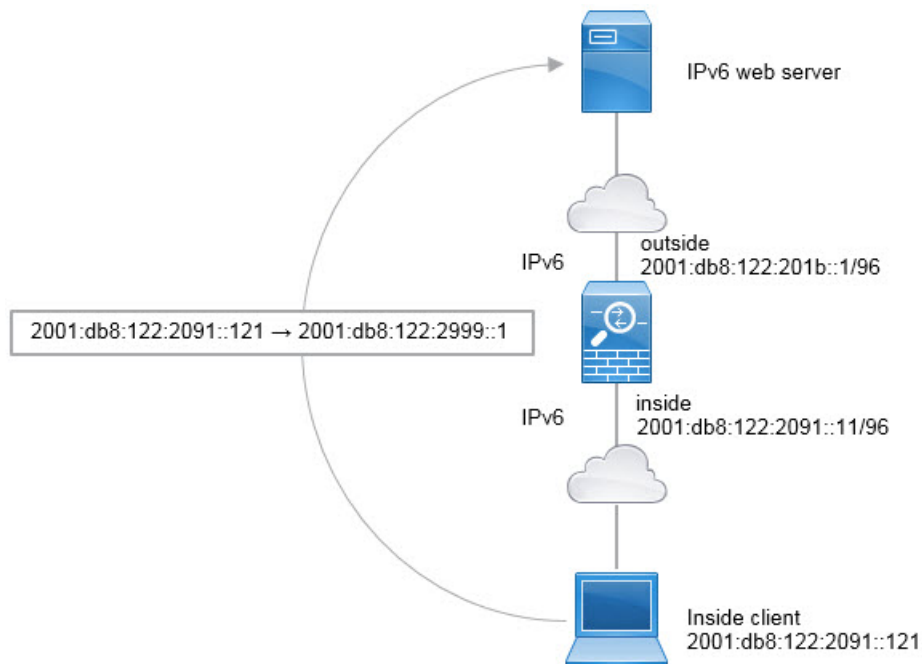 IPv6 web server
outside
IPv6
2001:db8:122:201b::1/96
2001:db8:122:2091::121 → 2001:db8:122:2999::1
inside
IPv6
2001:db8:122:2091::11/96
Inside client
2001:db8:122:2091::121